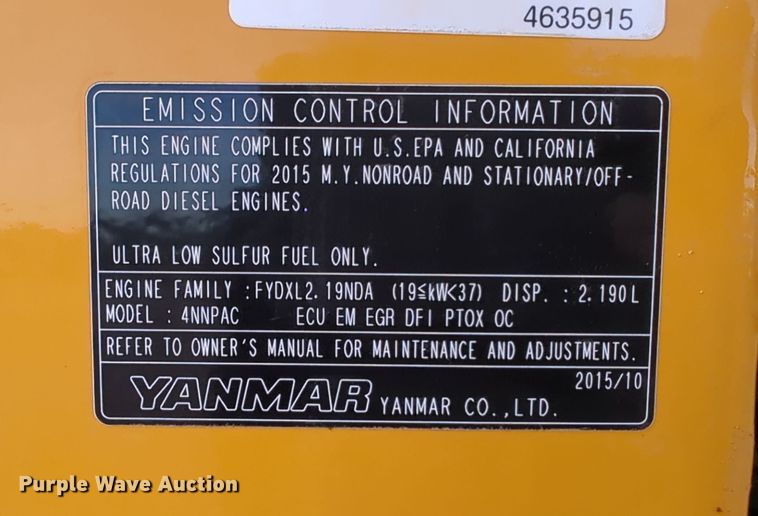 4635915
EMISSION CONTROL INFORMATION
THIS ENGINE COMPLIES WITH U.S.EPA AND CALIFORNIA
REGULATIONS FOR 2015 M.Y.NONROAD AND STATIONARY/OFF-
ROAD DIESEL ENGINES.
ULTRA LOW SULFUR FUEL ONLY.
ENGINE FAMILY :FYDXL2.19NDA (19≦kW<37) DISP. : 2.190L
MODEL : 4NNPAC ECU EM EGR DFI PTOX OC
REFER TO OWNER'S MANUAL FOR MAINTENANCE AND ADJUSTMENTS.
2015/10
YANMAR YANMAR CO.,LTD.
Purple Wave Auction